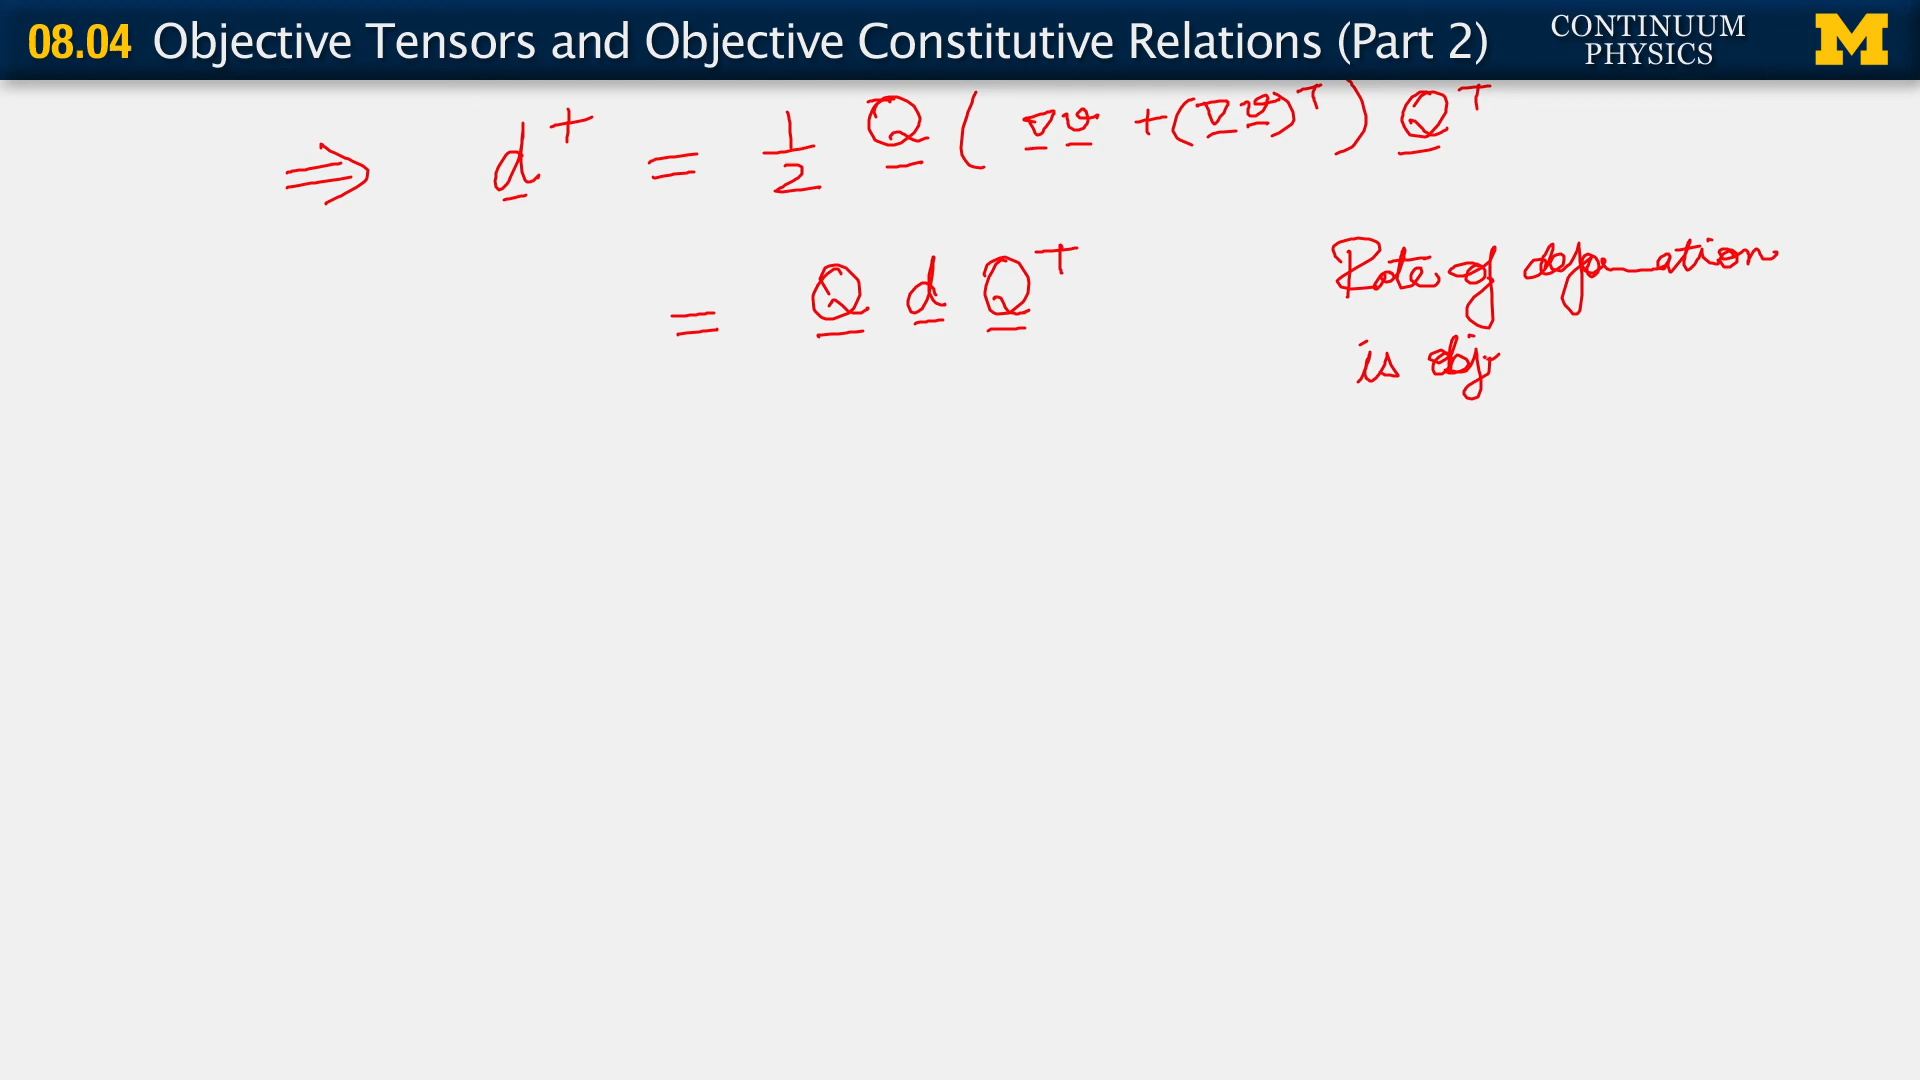 08.04 Objective Tensors and Objective Constitutive Relations (Part 2)
CONTINUUM
PHYSICS
M
⇒ d⁺ = 1/2 Q ( ∇v + (∇v)ᵀ ) Qᵀ
= Q d Qᵀ
Rate of deformation
is obj